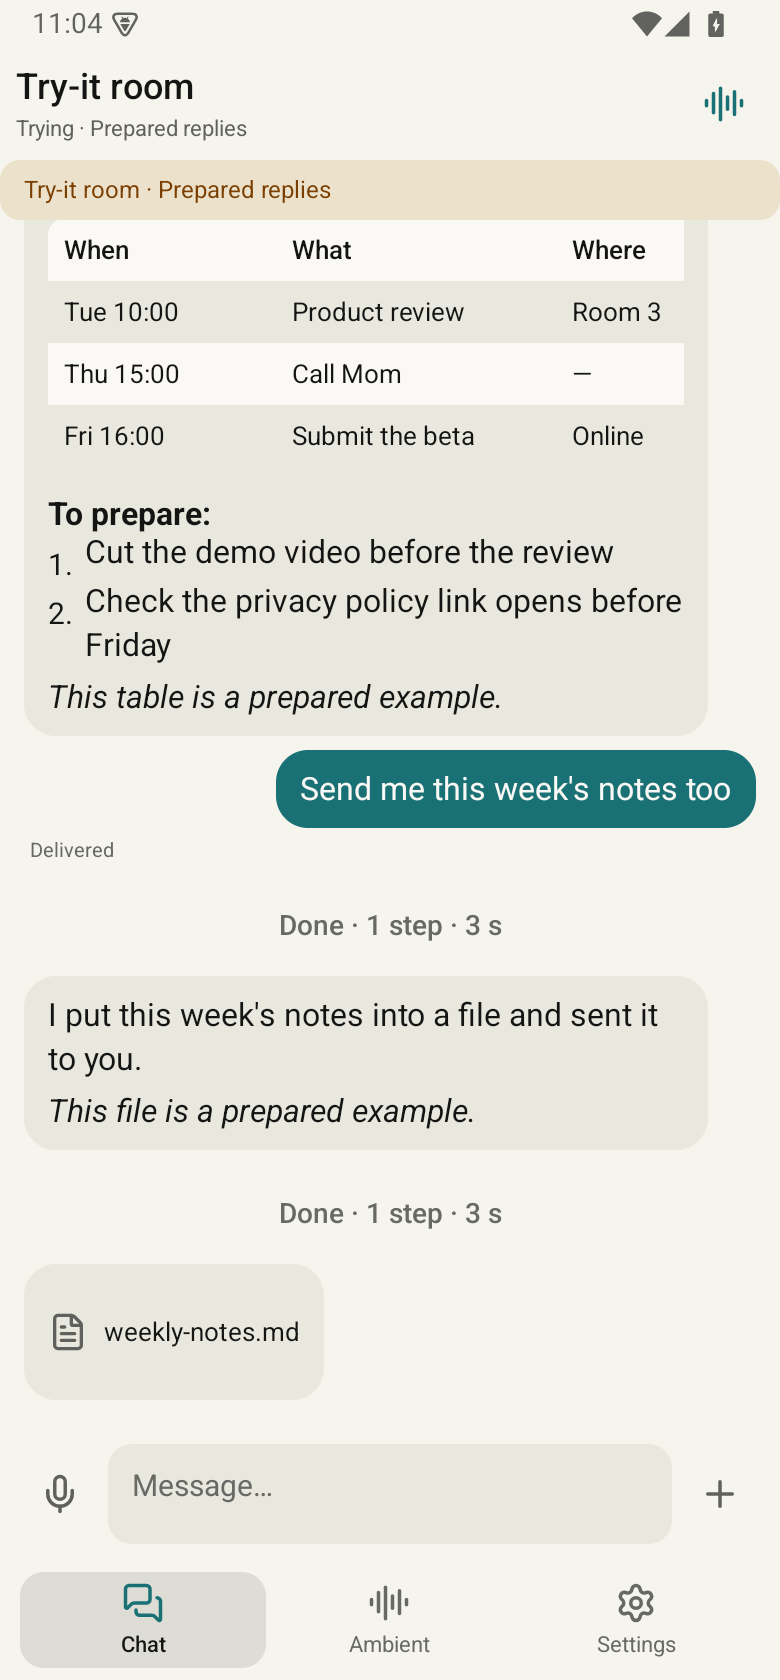 11:04
Try-it room
Trying · Prepared replies
Try-it room · Prepared replies
When What Where
Tue 10:00 Product review Room 3
Thu 15:00 Call Mom —
Fri 16:00 Submit the beta Online
To prepare:
1. Cut the demo video before the review
2. Check the privacy policy link opens before
Friday
This table is a prepared example.
Send me this week's notes too
Delivered
Done · 1 step · 3 s
I put this week's notes into a file and sent it
to you.
This file is a prepared example.
Done · 1 step · 3 s
weekly-notes.md
Message...
Chat Ambient Settings